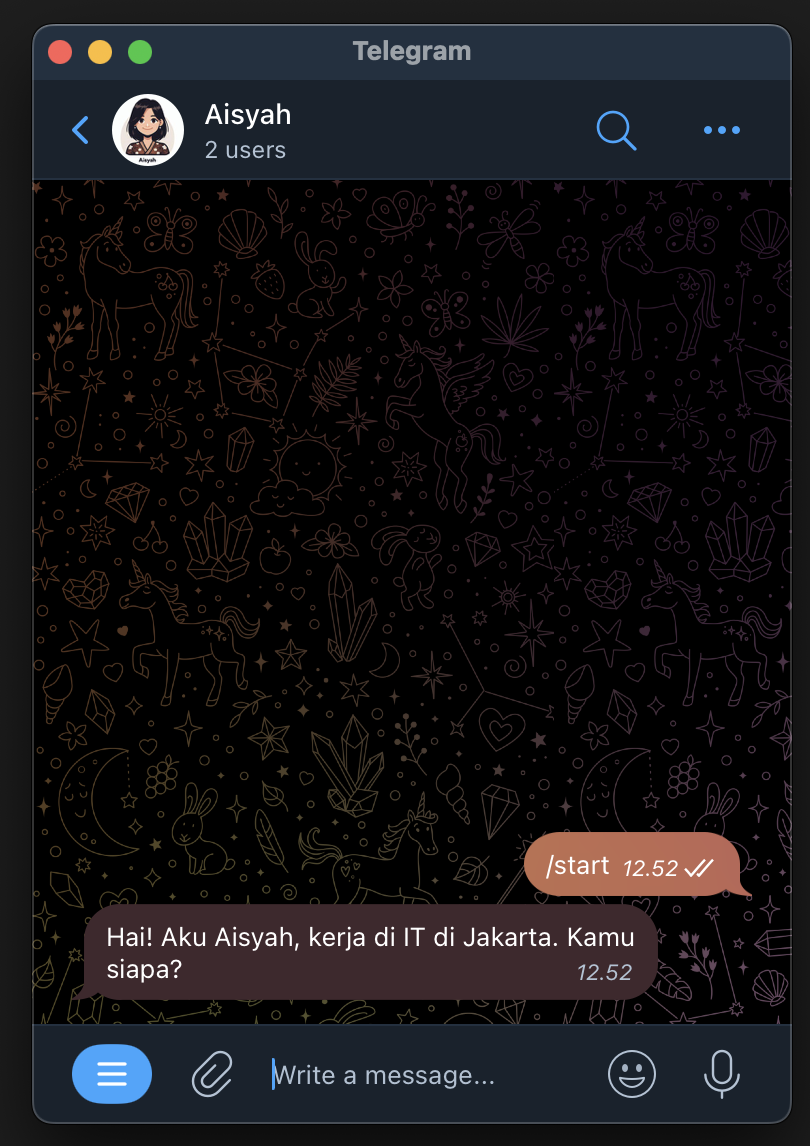 Telegram
Aisyah
Aisyah
2 users
/start 12.52
Hai! Aku Aisyah, kerja di IT di Jakarta. Kamu
siapa? 12.52
Write a message...